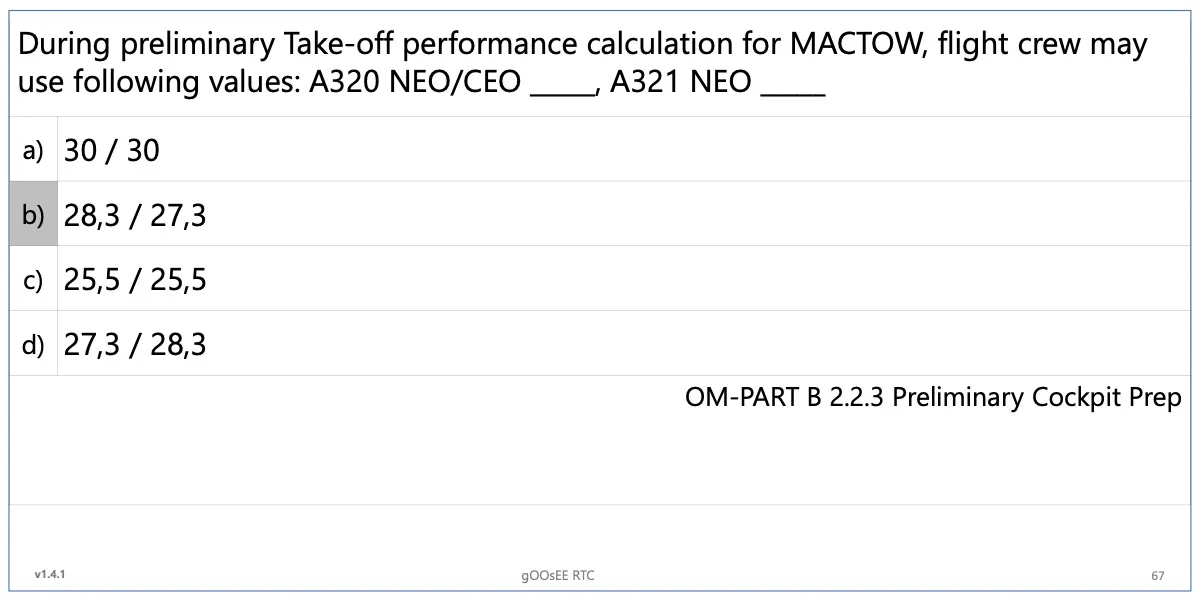 During preliminary Take-off performance calculation for MACTOW, flight crew may
use following values: A320 NEO/CEO _____, A321 NEO _____
a) 30 / 30
b) 28,3 / 27,3
c) 25,5 / 25,5
d) 27,3 / 28,3
OM-PART B 2.2.3 Preliminary Cockpit Prep
v1.4.1 gOOsEE RTC 67